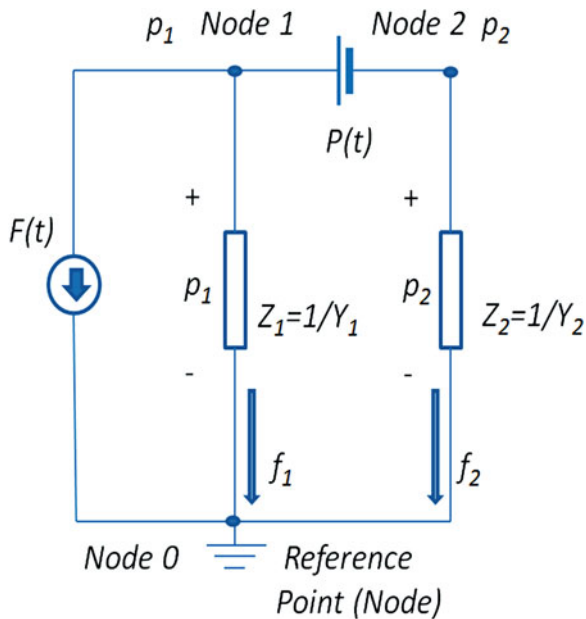 p1 Node 1 Node 2 p2
P(t)
+ +
F(t)
p1 Z1=1/Y1 p2 Z2=1/Y2
- -
f1 f2
Node 0 Reference
Point (Node)